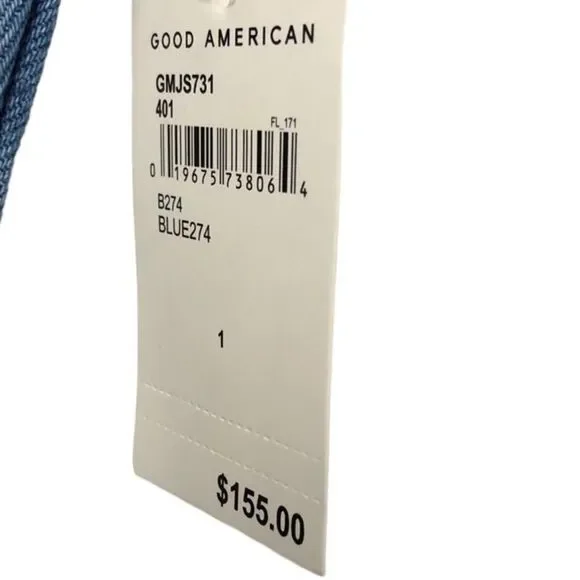 GOOD AMERICAN
GMJS731
401
FL_171
0 19675 73806 4
B274
BLUE274
1
$155.00